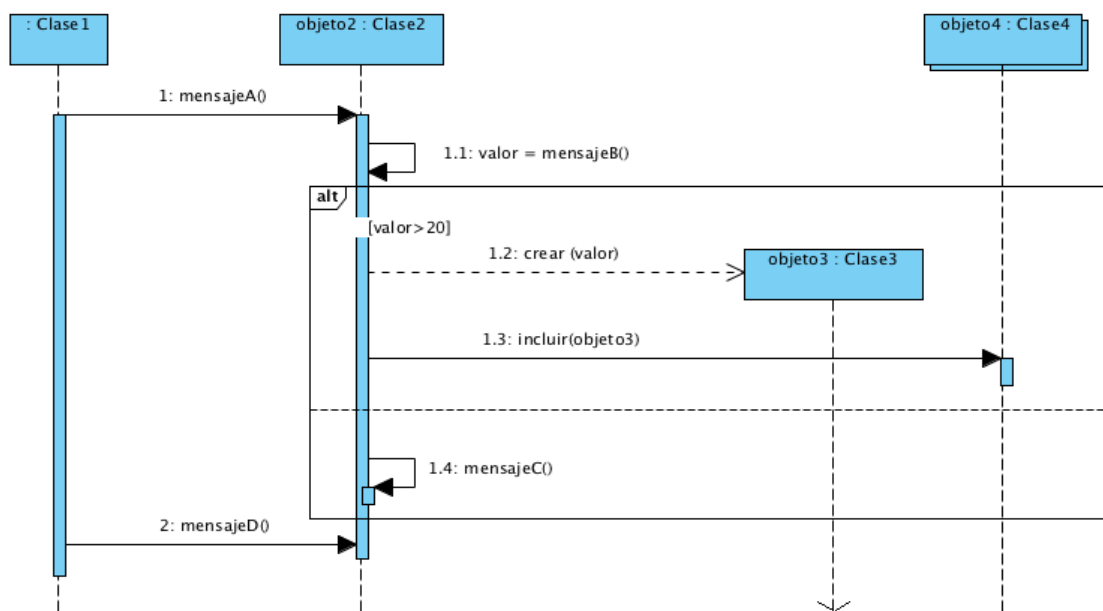 : Clase1
objeto2 : Clase2
objeto4 : Clase4
1: mensajeA()
1.1: valor = mensajeB()
alt
[valor>20]
1.2: crear (valor)
objeto3 : Clase3
1.3: incluir(objeto3)
1.4: mensajeC()
2: mensajeD()